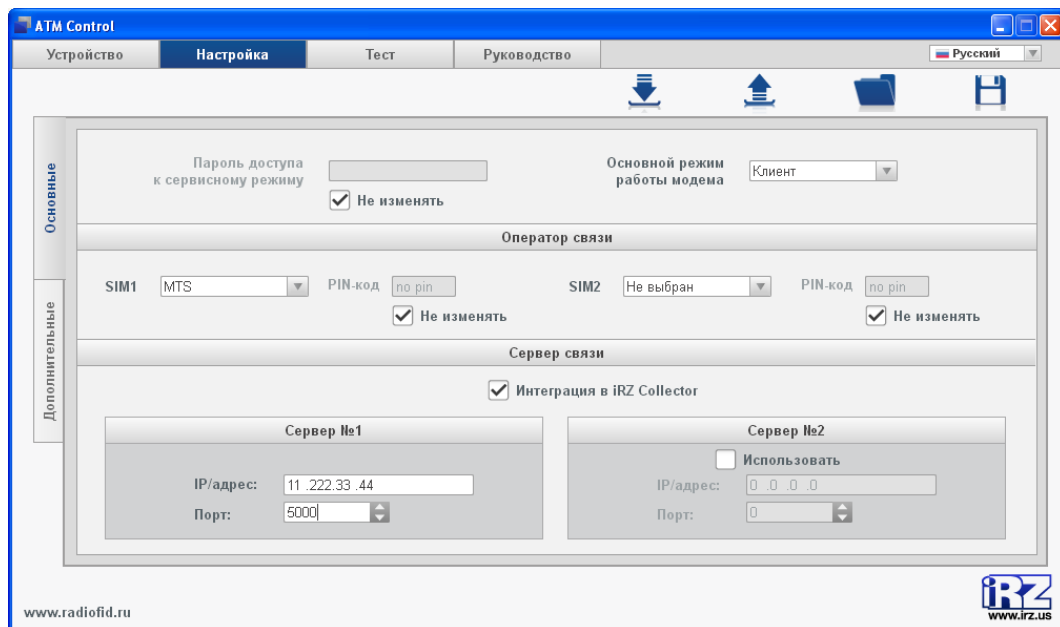 ATM Control
Устройство Настройка Тест Руководство Русский
Основные
Дополнительные
Пароль доступа
к сервисному режиму
Не изменять
Основной режим
работы модема
Клиент
Оператор связи
SIM1 MTS PIN-код no pin
Не изменять
SIM2 Не выбран PIN-код no pin
Не изменять
Сервер связи
Интеграция в iRZ Collector
Сервер №1
IP/адрес: 11 .222.33 .44
Порт: 5000
Сервер №2
Использовать
IP/адрес: 0 .0 .0 .0
Порт: 0
www.radiofid.ru
iRZ
www.irz.us